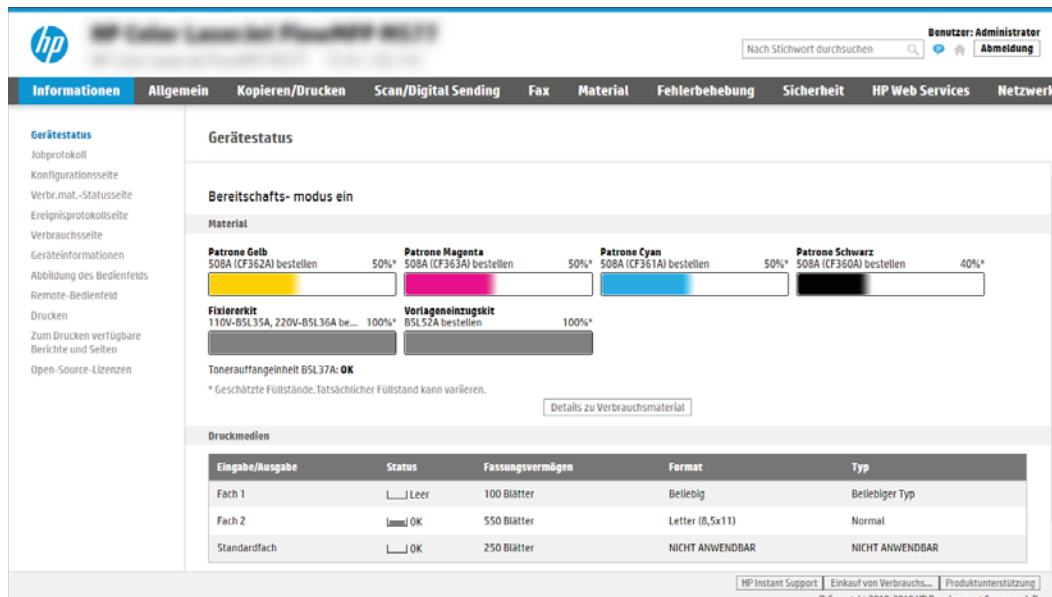 hp
Benutzer: Administrator
Nach Stichwort durchsuchen
Abmeldung
Informationen Allgemein Kopieren/Drucken Scan/Digital Sending Fax Material Fehlerbehebung Sicherheit HP Web Services Netzwerk
Gerätestatus
Jobprotokoll
Konfigurationsseite
Verbr.mat.-Statusseite
Ereignisprotokollseite
Verbrauchsseite
Geräteinformationen
Abbildung des Bedienfelds
Remote-Bedienfeld
Drucken
Zum Drucken verfügbare
Berichte und Seiten
Open-Source-Lizenzen
Gerätestatus
Bereitschafts- modus ein
Material
Patrone Gelb
508A (CF362A) bestellen 50%*
Patrone Magenta
508A (CF363A) bestellen 50%*
Patrone Cyan
508A (CF361A) bestellen 50%*
Patrone Schwarz
508A (CF360A) bestellen 40%*
Fixiererkit
110V-B5L35A, 220V-B5L36A be... 100%*
Vorlageneinzugskit
B5L52A bestellen 100%*
Tonerauffangeinheit B5L37A: OK
* Geschätzte Füllstände.Tatsächlicher Füllstand kann variieren.
Details zu Verbrauchsmaterial
Druckmedien
Eingabe/Ausgabe Status Fassungsvermögen Format Typ
Fach 1 Leer 100 Blätter Beliebig Beliebiger Typ
Fach 2 OK 550 Blätter Letter (8,5x11) Normal
Standardfach OK 250 Blätter NICHT ANWENDBAR NICHT ANWENDBAR
HP Instant Support Einkauf von Verbrauchs... Produktunterstützung